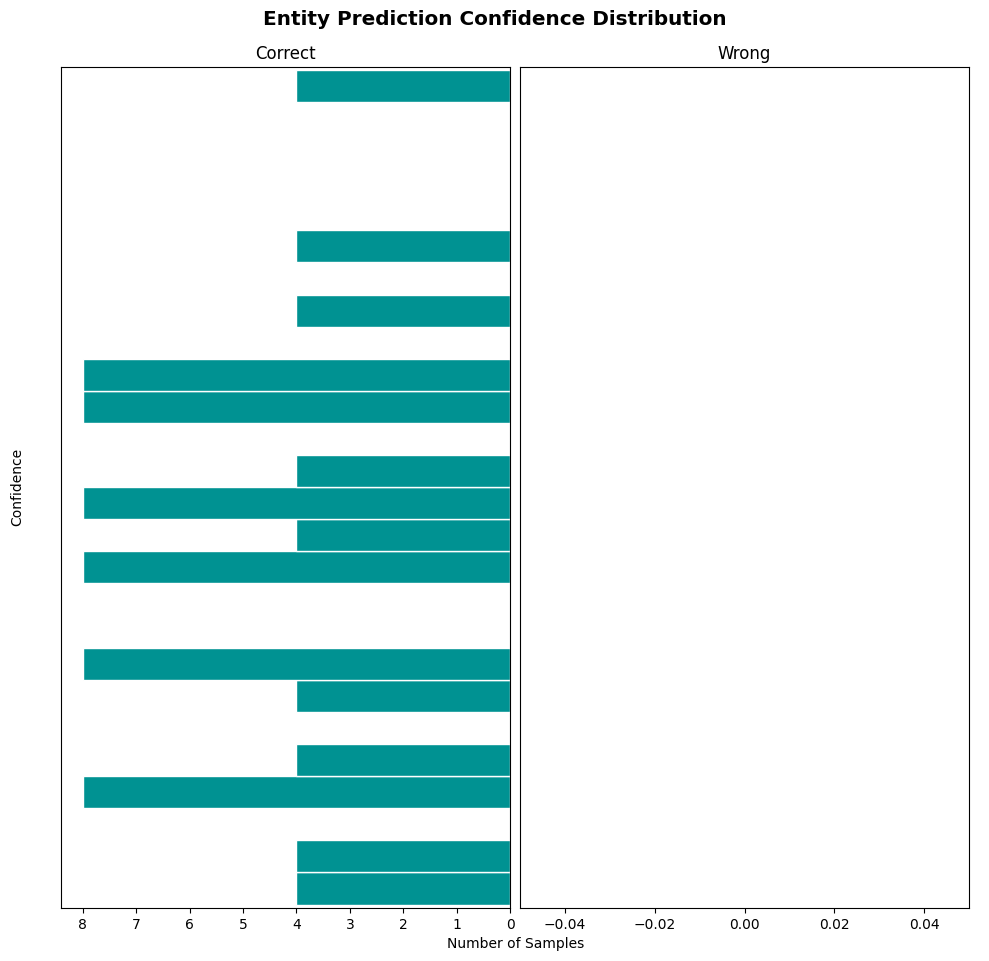 Entity Prediction Confidence Distribution
Correct
Wrong
Confidence
8 7 6 5 4 3 2 1 0
−0.04 −0.02 0.00 0.02 0.04
Number of Samples